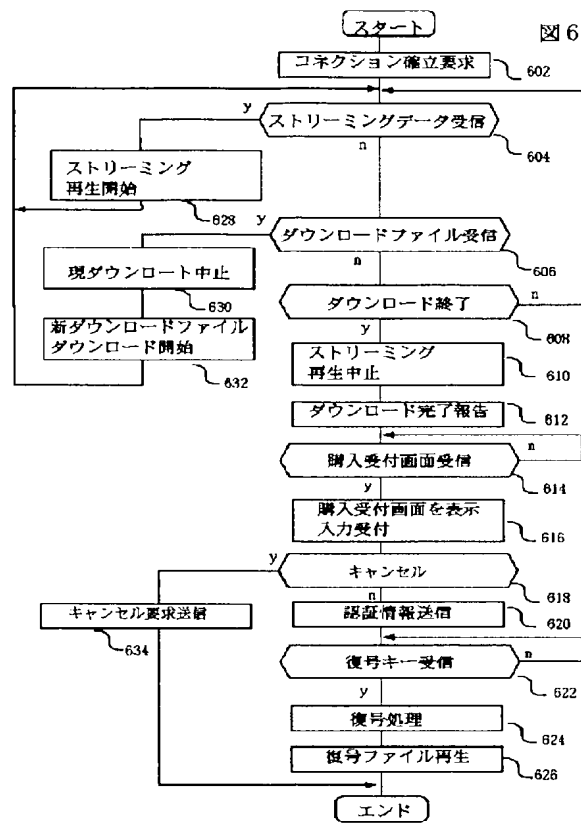 スタート
図6
コネクション確立要求
602
y
ストリーミングデータ受信
604
n
ストリーミング
再生開始
628
y
ダウンロードファイル受信
606
n
現ダウンロート中止
630
ダウンロード終了
n
608
y
新ダウンロードファイル
ダウンロード開始
632
ストリーミング
再生中止
610
ダウンロード完了報告
612
購入受付画面受信
n
614
y
購入受付画面を表示
入力受付
616
y
キャンセル
618
n
キャンセル要求送信
634
認証情報送信
620
復号キー受信
n
622
y
復号処理
624
復号ファイル再生
626
エンド